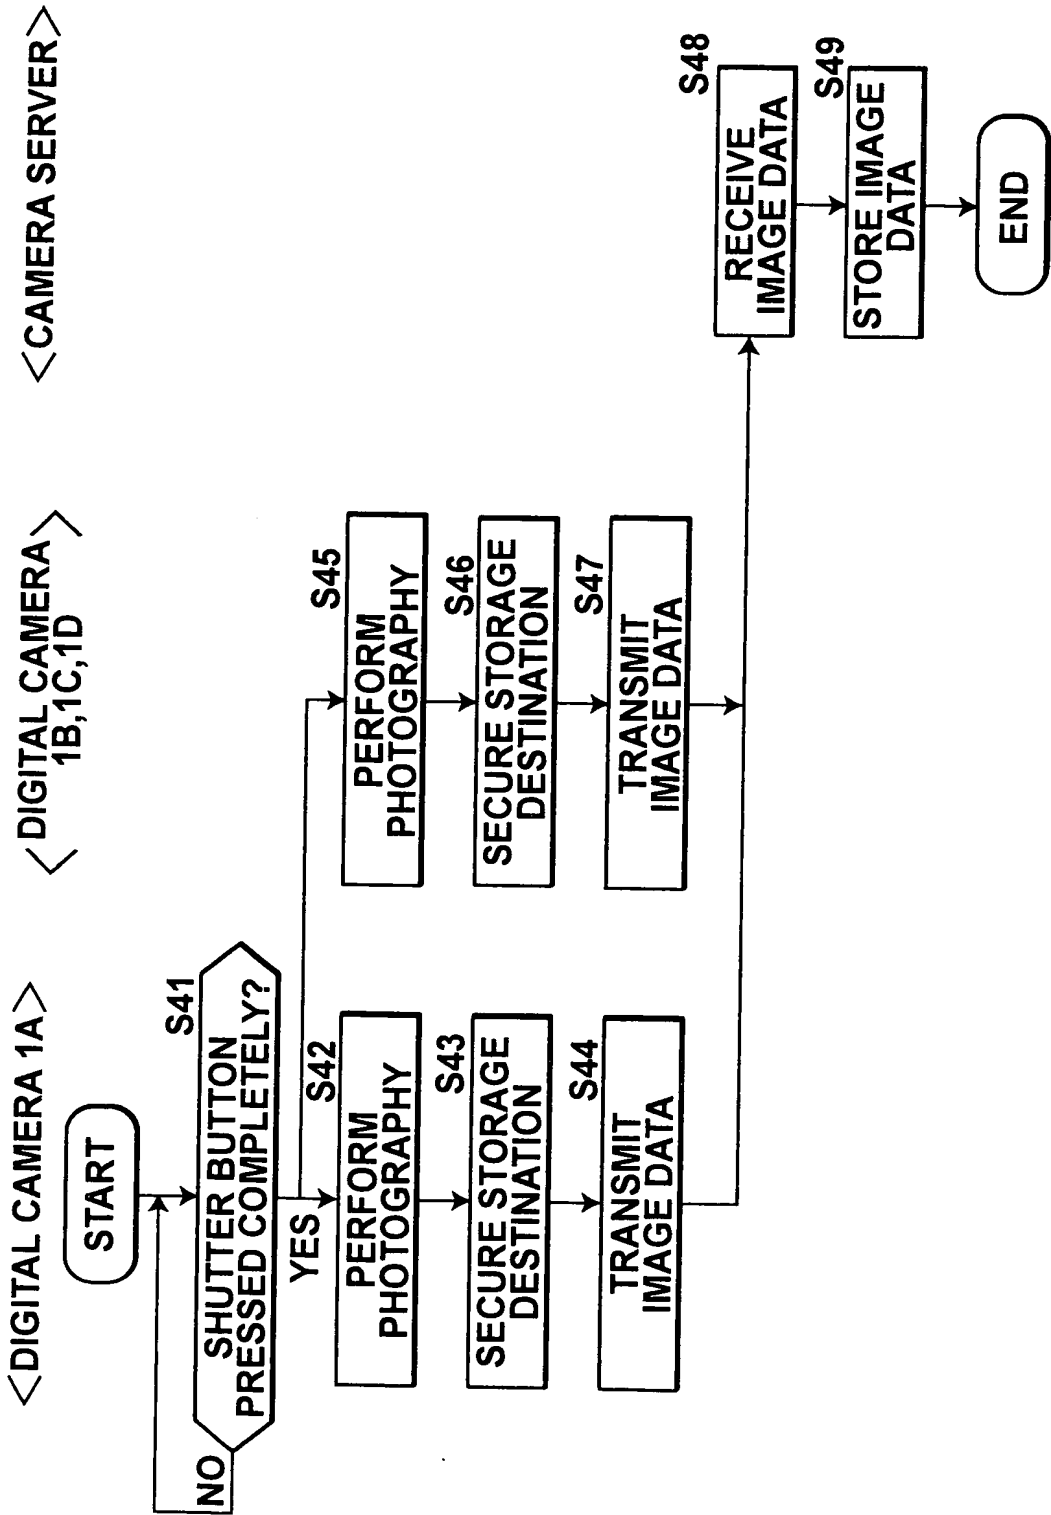 <DIGITAL CAMERA 1A>
<DIGITAL CAMERA
1B,1C,1D>
<CAMERA SERVER>
START
S41
SHUTTER BUTTON
PRESSED COMPLETELY?
NO
YES
S42
PERFORM
PHOTOGRAPHY
S43
SECURE STORAGE
DESTINATION
S44
TRANSMIT
IMAGE DATA
S45
PERFORM
PHOTOGRAPHY
S46
SECURE STORAGE
DESTINATION
S47
TRANSMIT
IMAGE DATA
S48
RECEIVE
IMAGE DATA
S49
STORE IMAGE
DATA
END